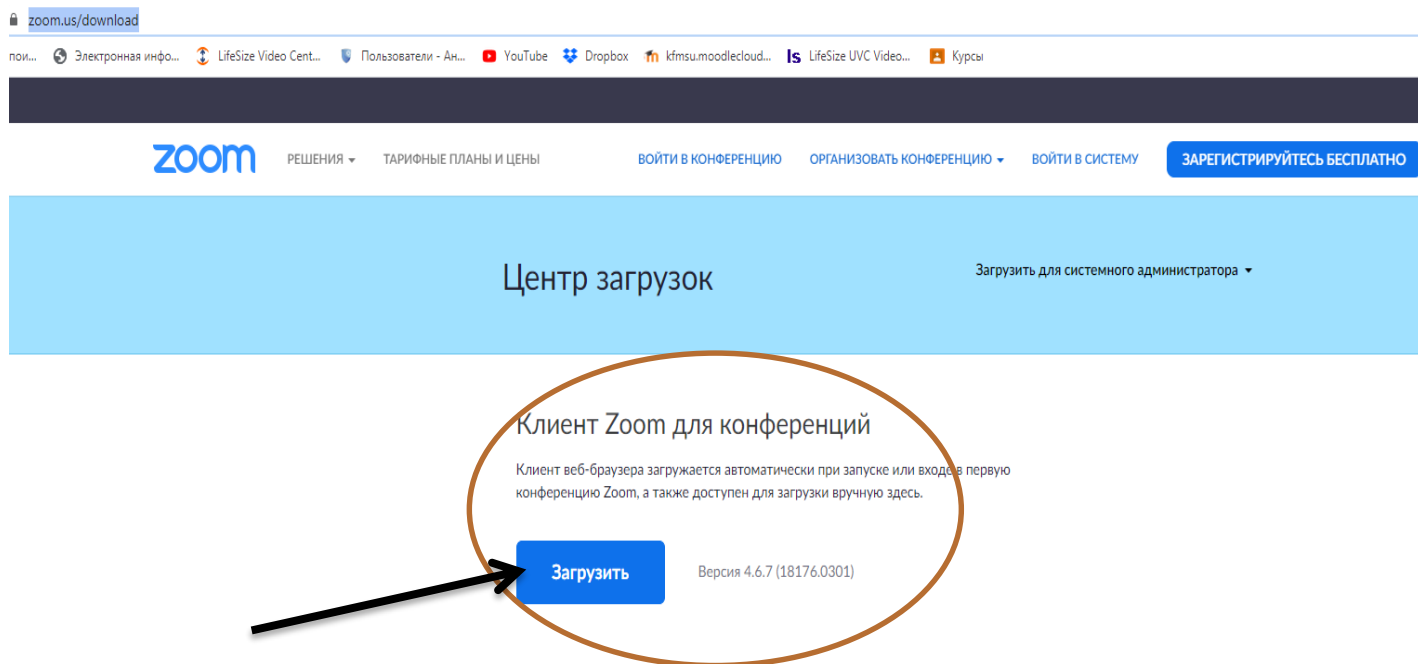 zoom.us/download
пои... Электронная инфо... LifeSize Video Cent... Пользователи - Ан... YouTube Dropbox kfmsu.moodlecloud... ls LifeSize UVC Video... Курсы
zoom РЕШЕНИЯ ТАРИФНЫЕ ПЛАНЫ И ЦЕНЫ ВОЙТИ В КОНФЕРЕНЦИЮ ОРГАНИЗОВАТЬ КОНФЕРЕНЦИЮ ВОЙТИ В СИСТЕМУ ЗАРЕГИСТРИРУЙТЕСЬ БЕСПЛАТНО
Центр загрузок Загрузить для системного администратора
Клиент Zoom для конференций
Клиент веб-браузера загружается автоматически при запуске или входе в первую
конференцию Zoom, а также доступен для загрузки вручную здесь.
Загрузить Версия 4.6.7 (18176.0301)